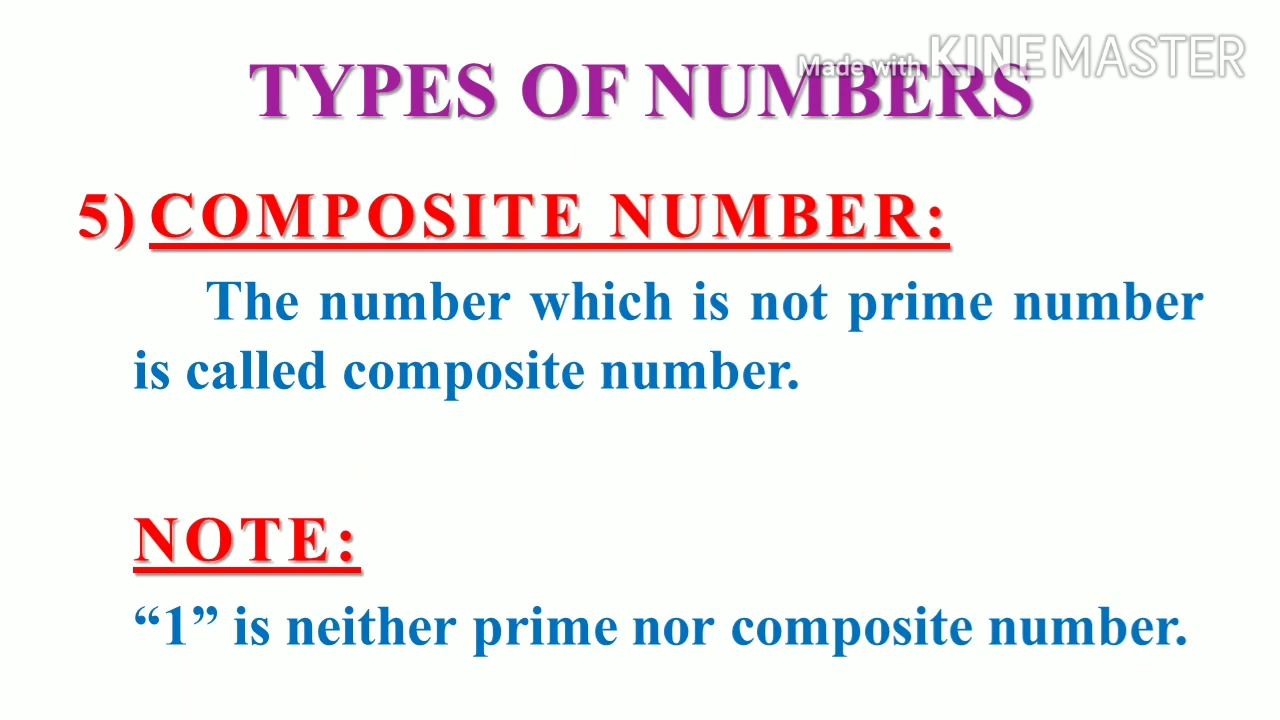 Made with KINEMASTER
TYPES OF NUMBERS
5) COMPOSITE NUMBER:
The number which is not prime number
is called composite number.
NOTE:
“1” is neither prime nor composite number.